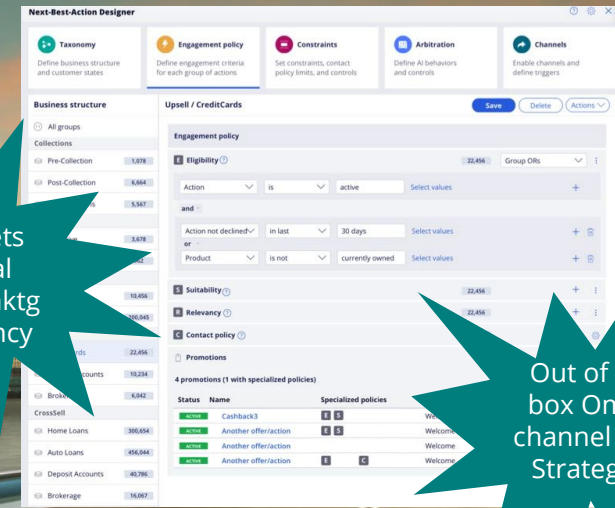 Next-Best-Action Designer
Taxonomy
Define business structure
and customer states
Engagement policy
Define engagement criteria
for each group of actions
Constraints
Set constraints, contact
policy limits, and controls
Arbitration
Define AI behaviors
and controls
Channels
Enable channels and
define triggers
Business structure
Upsell / CreditCards
Save
Delete
Actions
All groups
Collections
Pre-Collection 1,078
Post-Collection 6,664
5,567
3,678
10,456
22,456
10,234
6,042
CrossSell
Home Loans 300,654
Auto Loans 456,044
Deposit Accounts 40,786
Brokerage 16,067
Engagement policy
E Eligibility 22,456 Group ORs
Action is active Select values
and
Action not declined in last 30 days Select values
or
Product is not currently owned Select values
S Suitability 22,456
R Relevancy 22,456
C Contact policy
Promotions
4 promotions (1 with specialized policies)
Status Name Specialized policies
ACTIVE Cashback3 E S
ACTIVE Another offer/action E S
ACTIVE Another offer/action Welcome
ACTIVE Another offer/action E C Welcome
Out of
channel